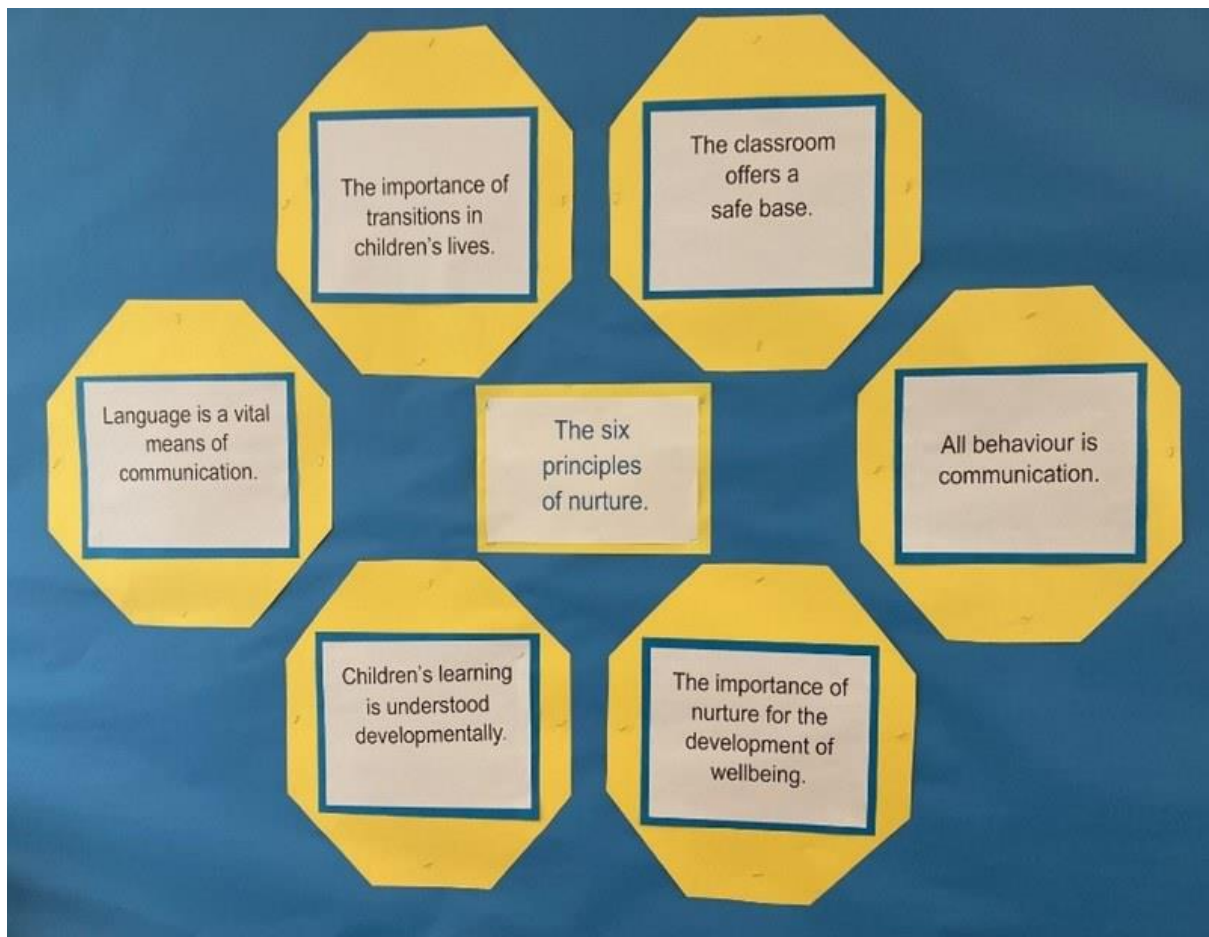 The importance of
transitions in
children's lives.
The classroom
offers a
safe base.
Language is a vital
means of
communication.
The six
principles
of nurture.
All behaviour is
communication.
Children's learning
is understood
developmentally.
The importance of
nurture for the
development of
wellbeing.